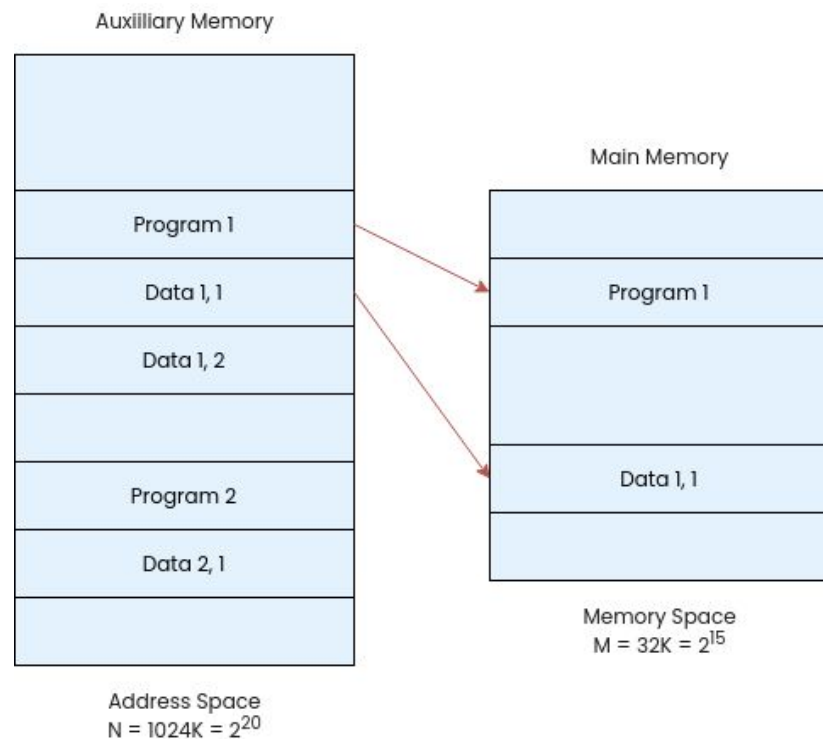 Auxiiliary Memory
Program 1
Data 1, 1
Data 1, 2
Program 2
Data 2, 1
Address Space
N = 1024K = 2^20
Main Memory
Program 1
Data 1, 1
Memory Space
M = 32K = 2^15